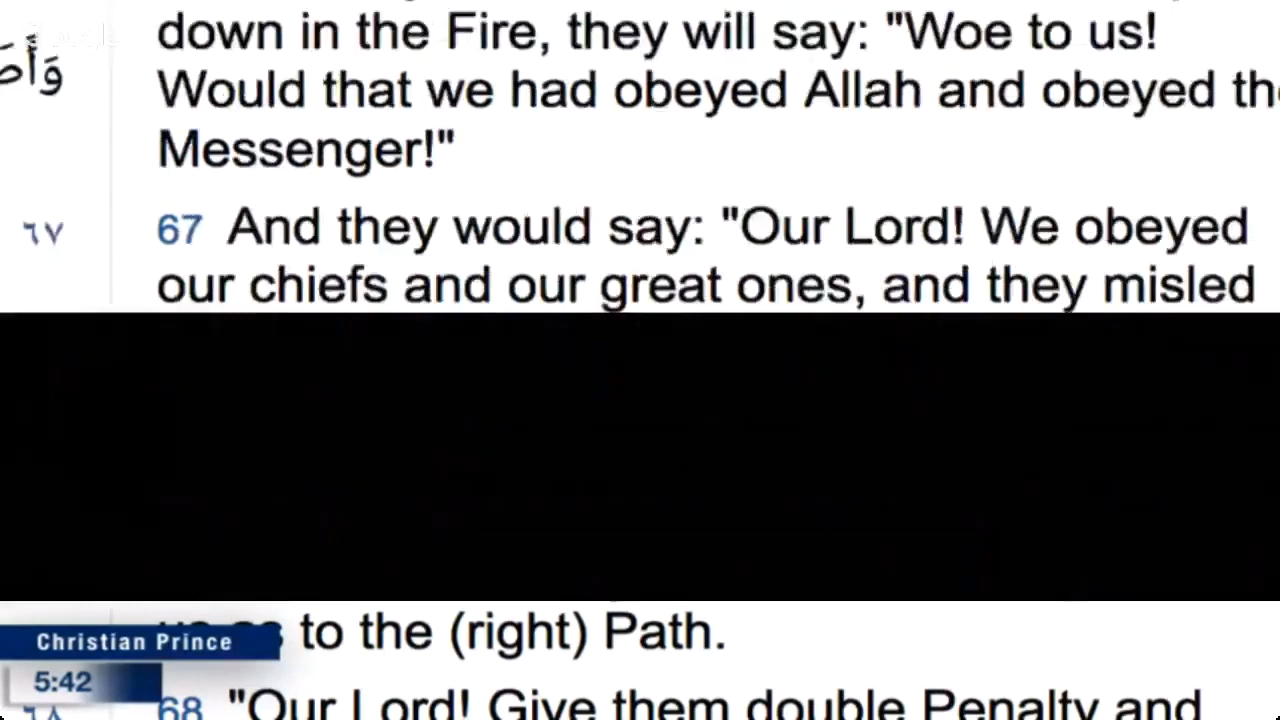 down in the Fire, they will say: "Woe to us!
Would that we had obeyed Allah and obeyed
Messenger!"
٦٧
67 And they would say: "Our Lord! We obeyed
our chiefs and our great ones, and they misled
to the (right) Path.
Christian Prince
5:42
68 "Our Lord! Give them double Penalty and